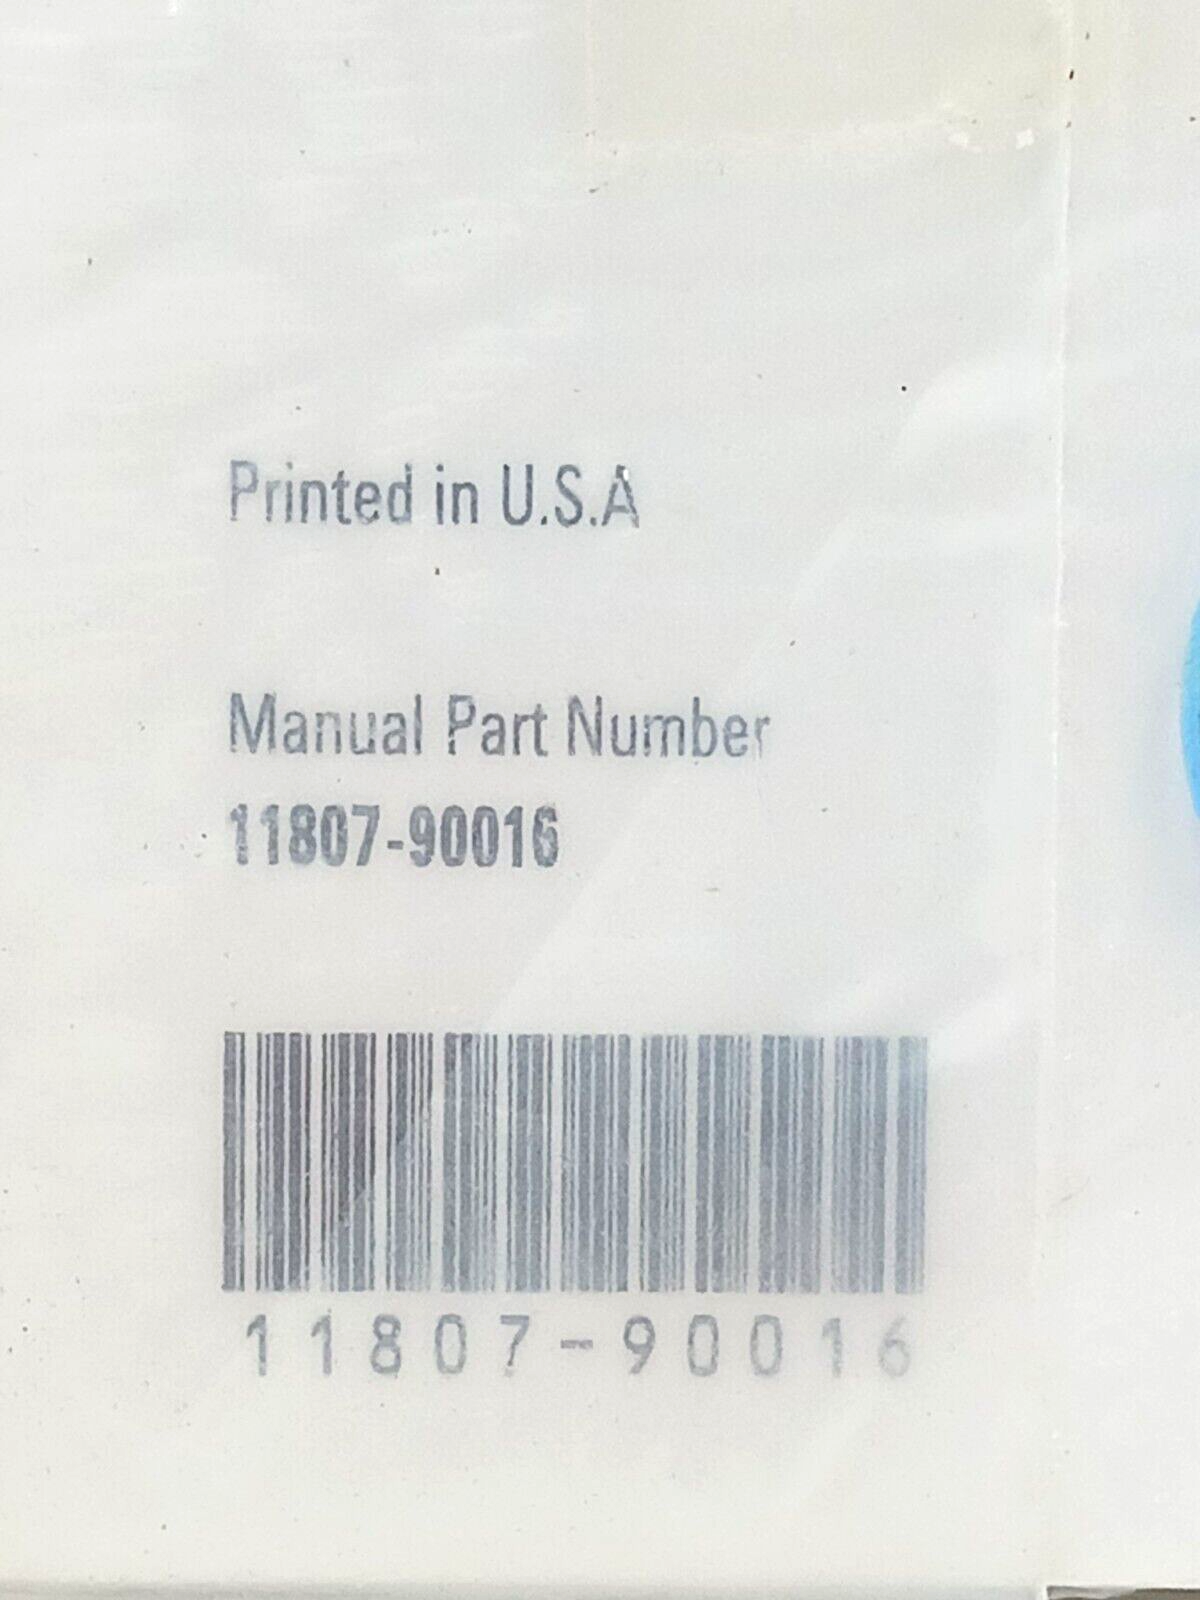 Printed in U.S.A
Manual Part Number
11807-90016
11807-90016